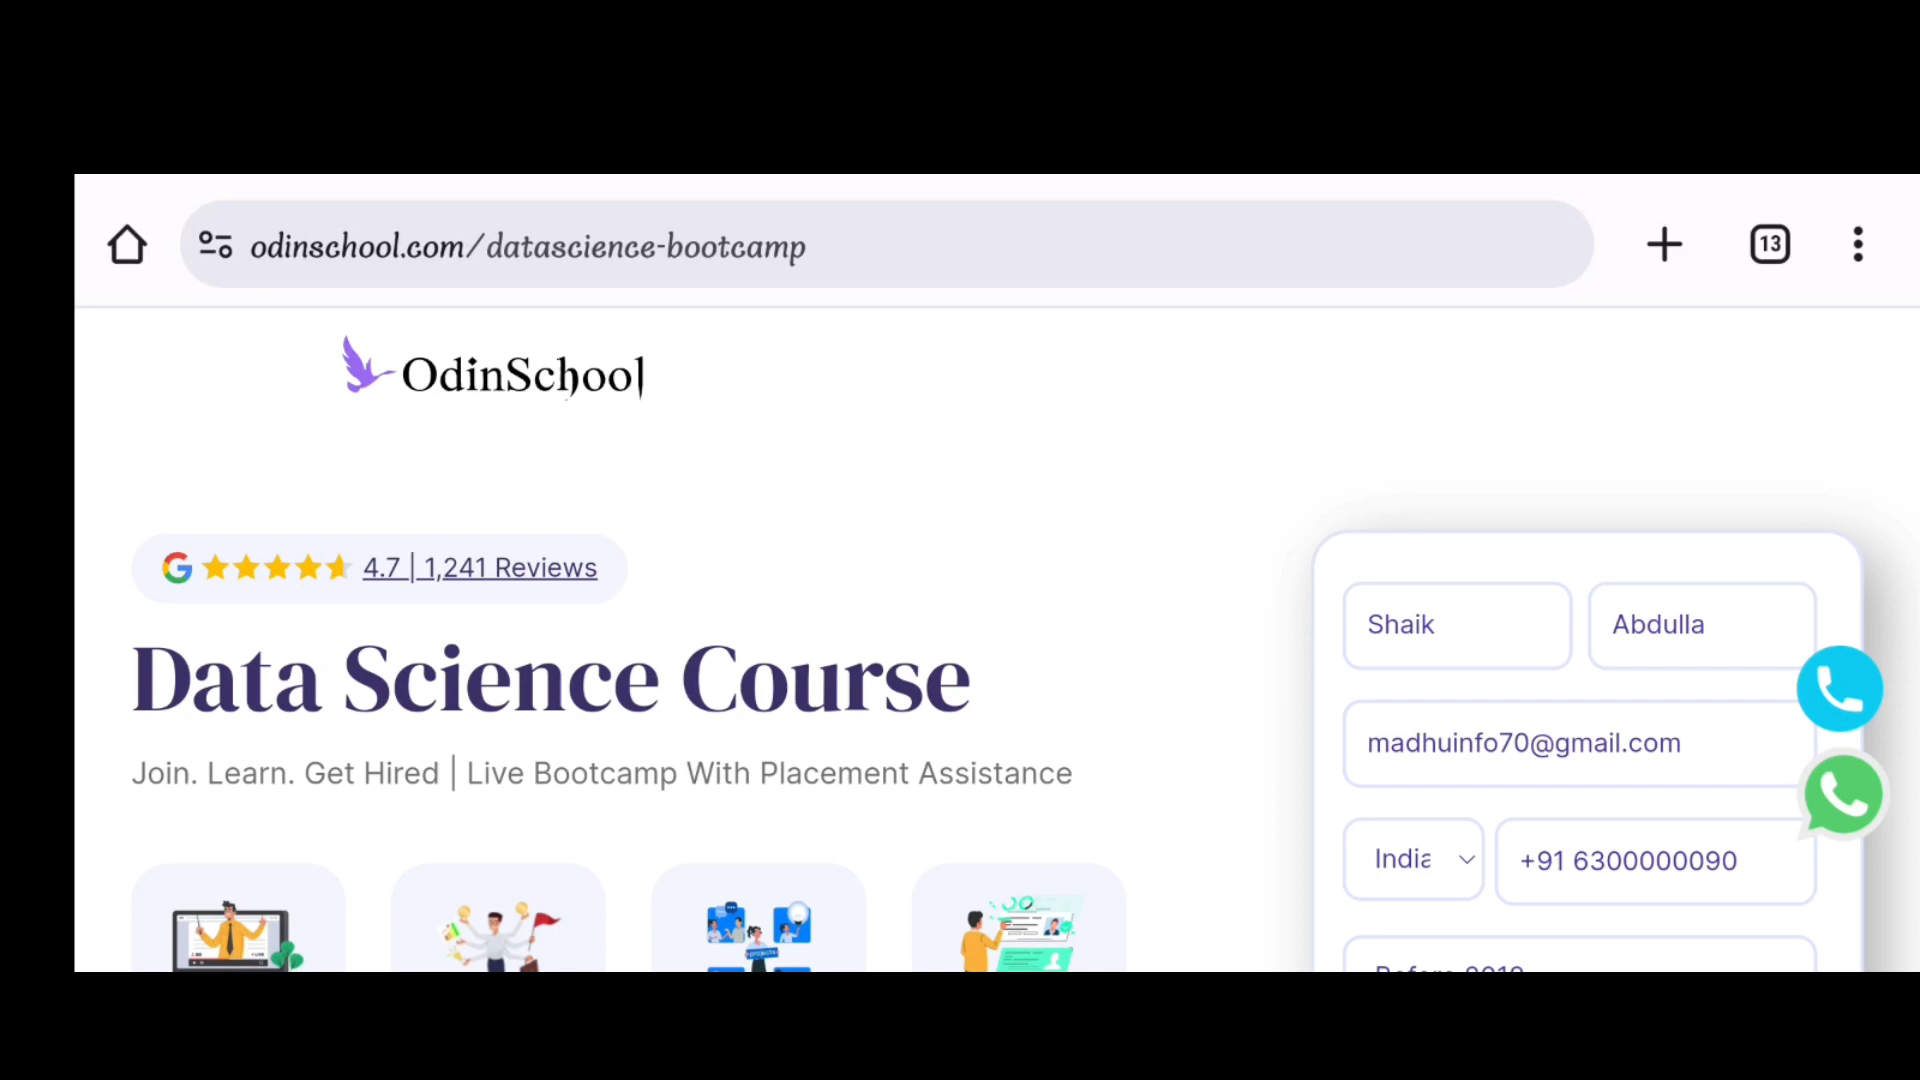 odinschool.com/datascience-bootcamp
13
OdinSchool
4.7 | 1,241 Reviews
Data Science Course
Join. Learn. Get Hired | Live Bootcamp With Placement Assistance
Shaik
Abdulla
madhuinfo70@gmail.com
India
+91 6300000090